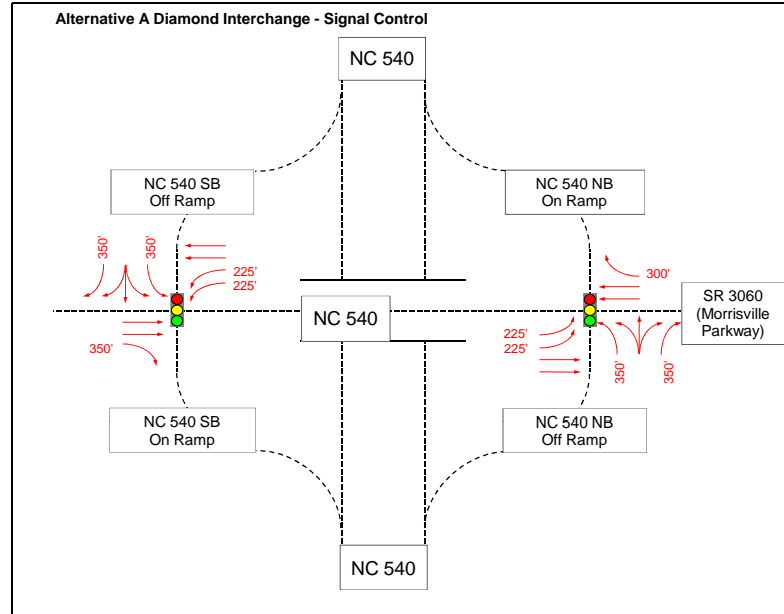 Alternative A Diamond Interchange - Signal Control
NC 540
NC 540 SB
Off Ramp
NC 540 NB
On Ramp
350'
350'
225'
225'
300'
350'
NC 540
SR 3060
(Morrisville
Parkway)
225'
225'
350'
350'
NC 540 SB
On Ramp
NC 540 NB
Off Ramp
NC 540